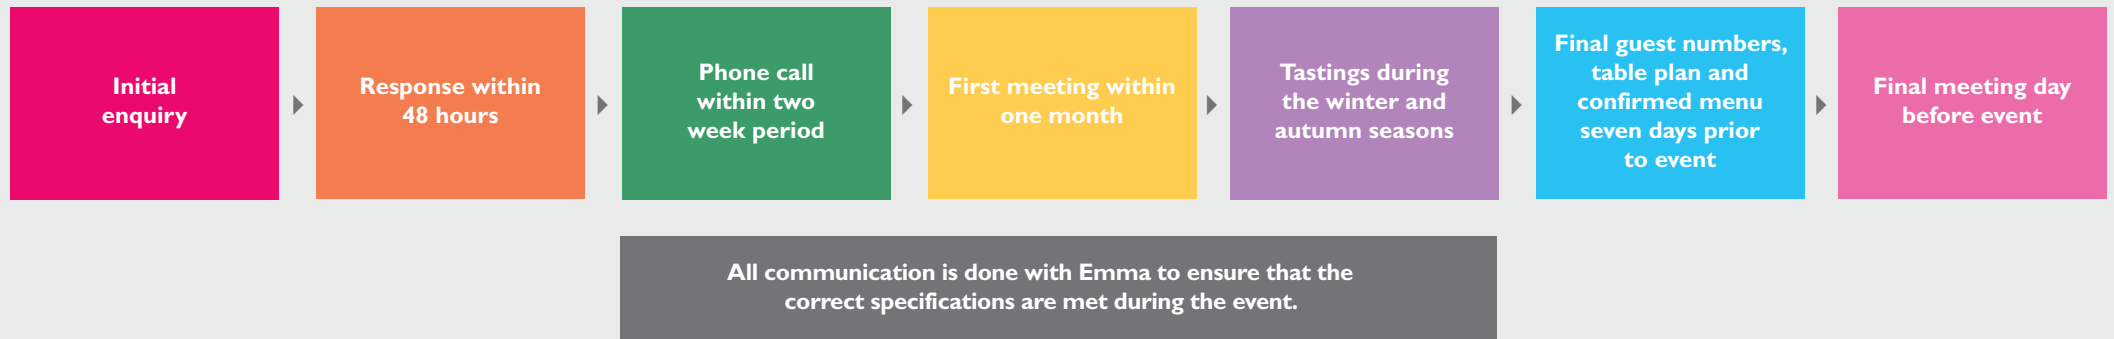 Initial
enquiry
Response within
48 hours
Phone call
within two
week period
First meeting within
one month
Tastings during
the winter and
autumn seasons
Final guest numbers,
table plan and
confirmed menu
seven days prior
to event
Final meeting day
before event
All communication is done with Emma to ensure that the
correct specifications are met during the event.